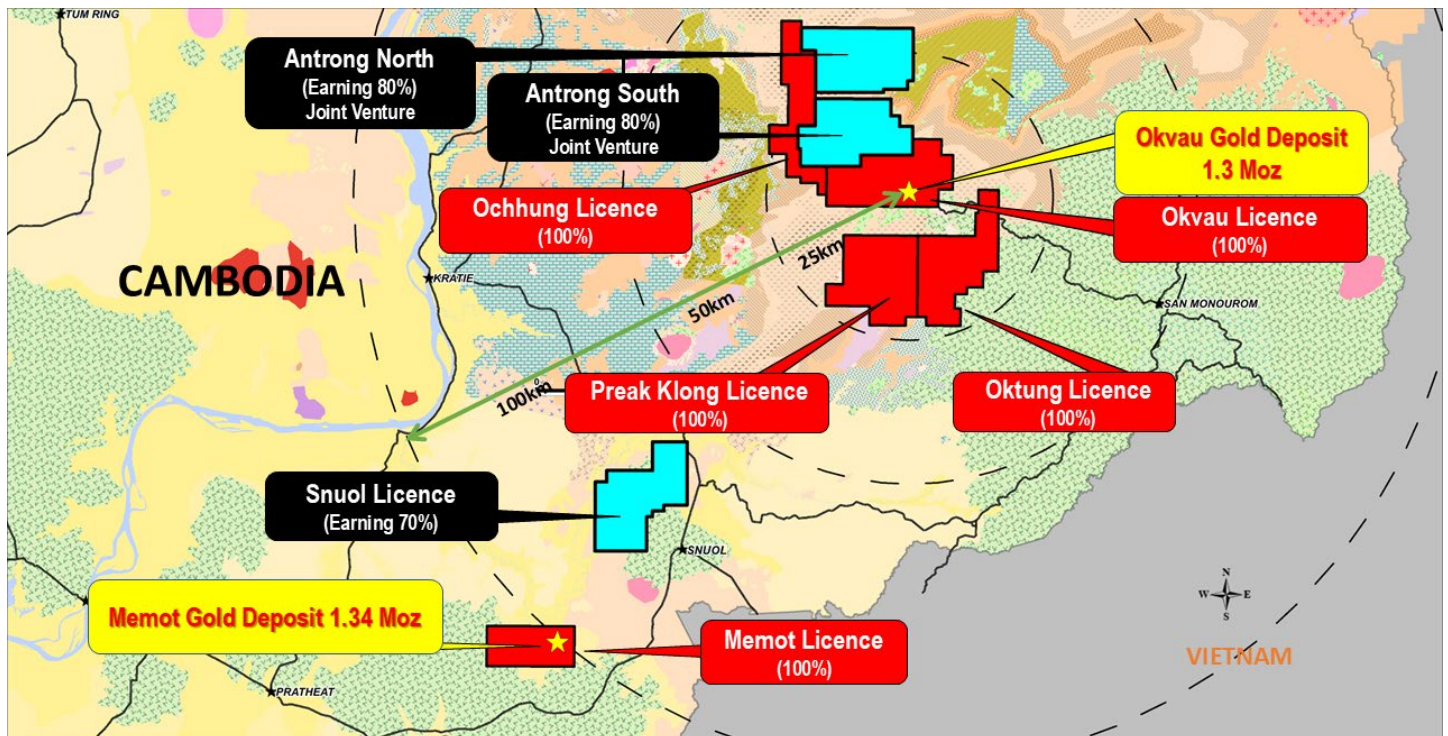 TUM RING
Antrong North
(Earning 80%)
Joint Venture
Antrong South
(Earning 80%)
Joint Venture
Okvau Gold Deposit
1.3 Moz
Ochhung Licence
(100%)
Okvau Licence
(100%)
CAMBODIA
KRATIE
25km
50km
100km
SAN MONOUROM
Preak Klong Licence
(100%)
Oktung Licence
(100%)
Snuol Licence
(Earning 70%)
SNUOL
Memot Gold Deposit 1.34 Moz
Memot Licence
(100%)
N
W E
S
VIETNAM
PRATHEAT